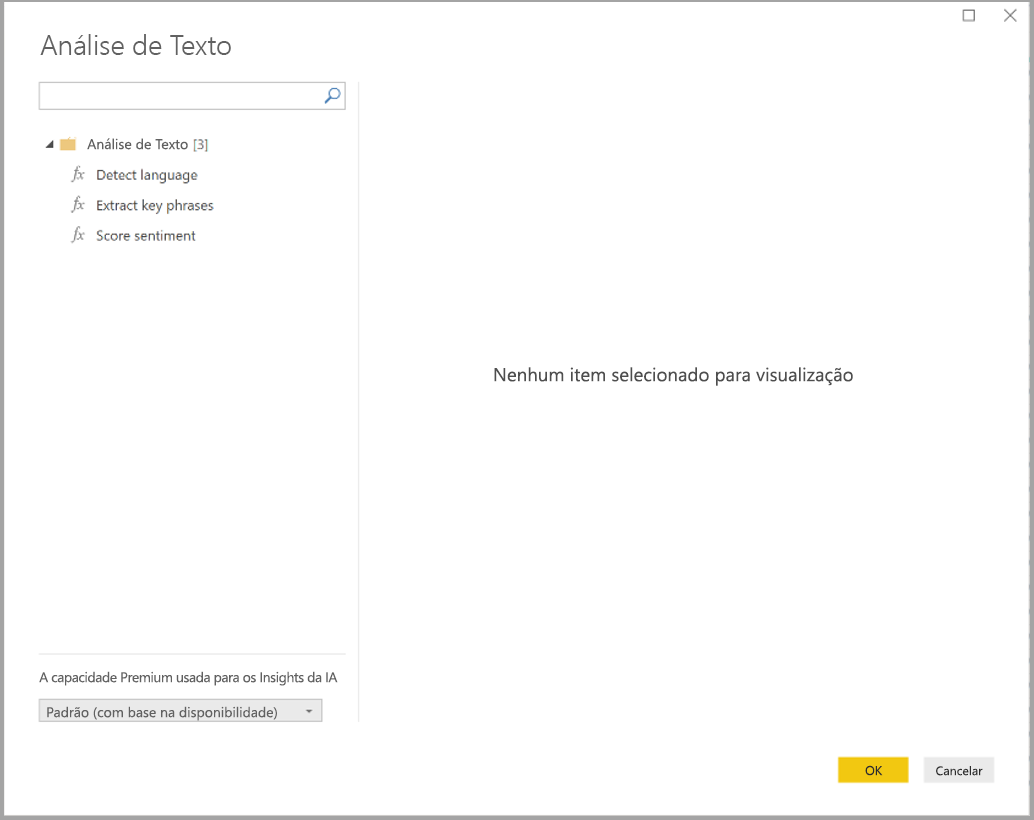 Análise de Texto
Análise de Texto [3]
fx Detect language
fx Extract key phrases
fx Score sentiment
Nenhum item selecionado para visualização
A capacidade Premium usada para os Insights da IA
Padrão (com base na disponibilidade)
OK
Cancelar